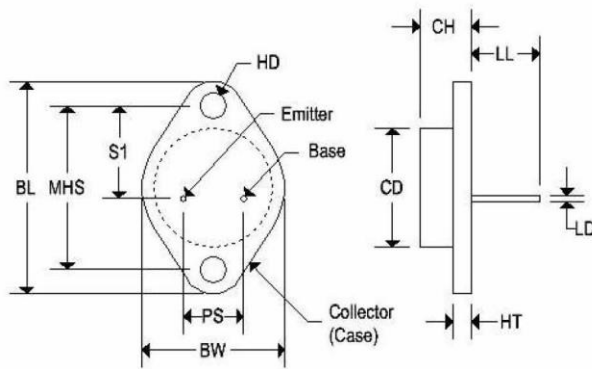 CH
LL
HD
Emitter
S1
Base
BL
MHS
CD
LD
PS
Collector
(Case)
HT
BW